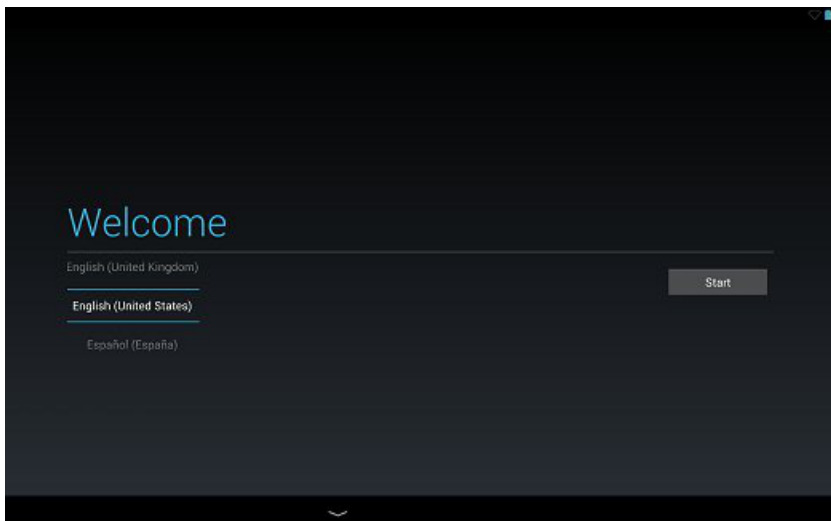 Welcome
English (United Kingdom)
English (United States)
Español (España)
Start